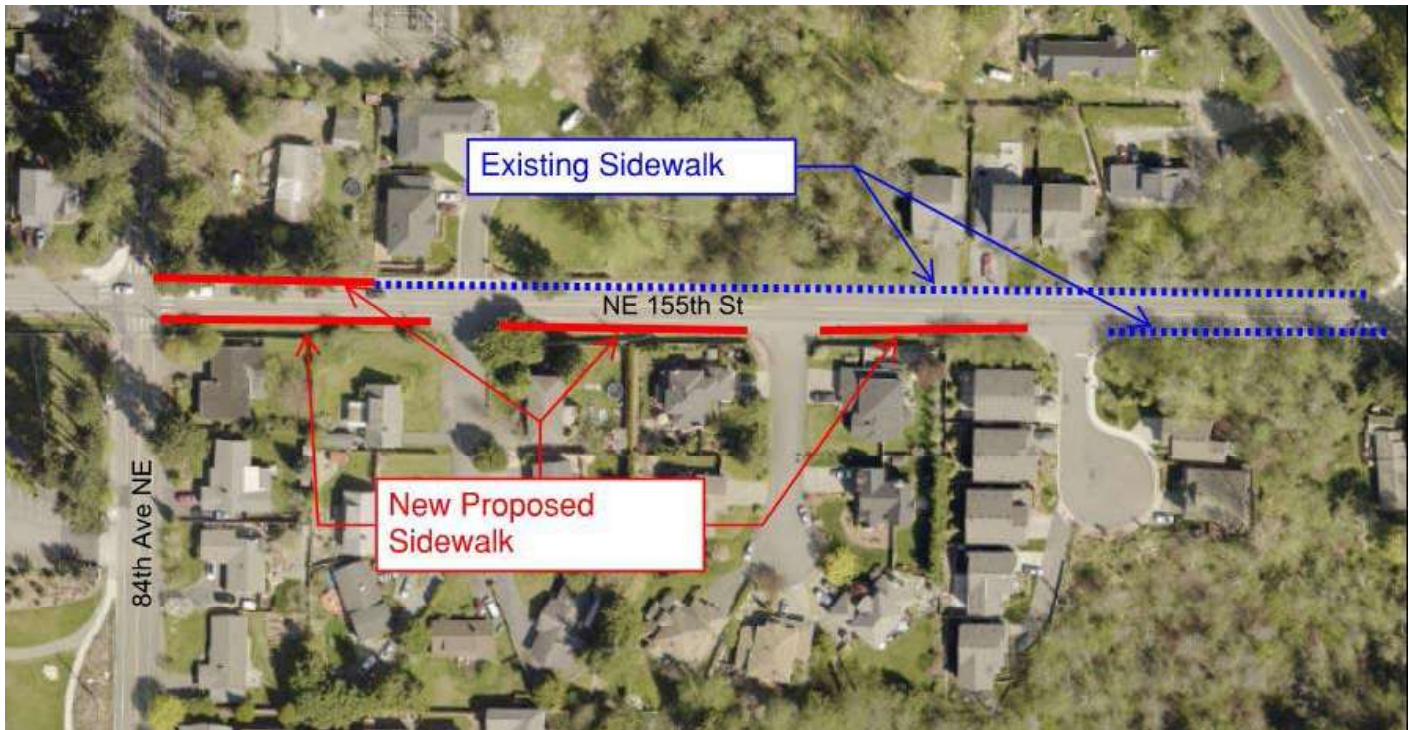 Existing Sidewalk
NE 155th St
New Proposed
Sidewalk
84th Ave NE